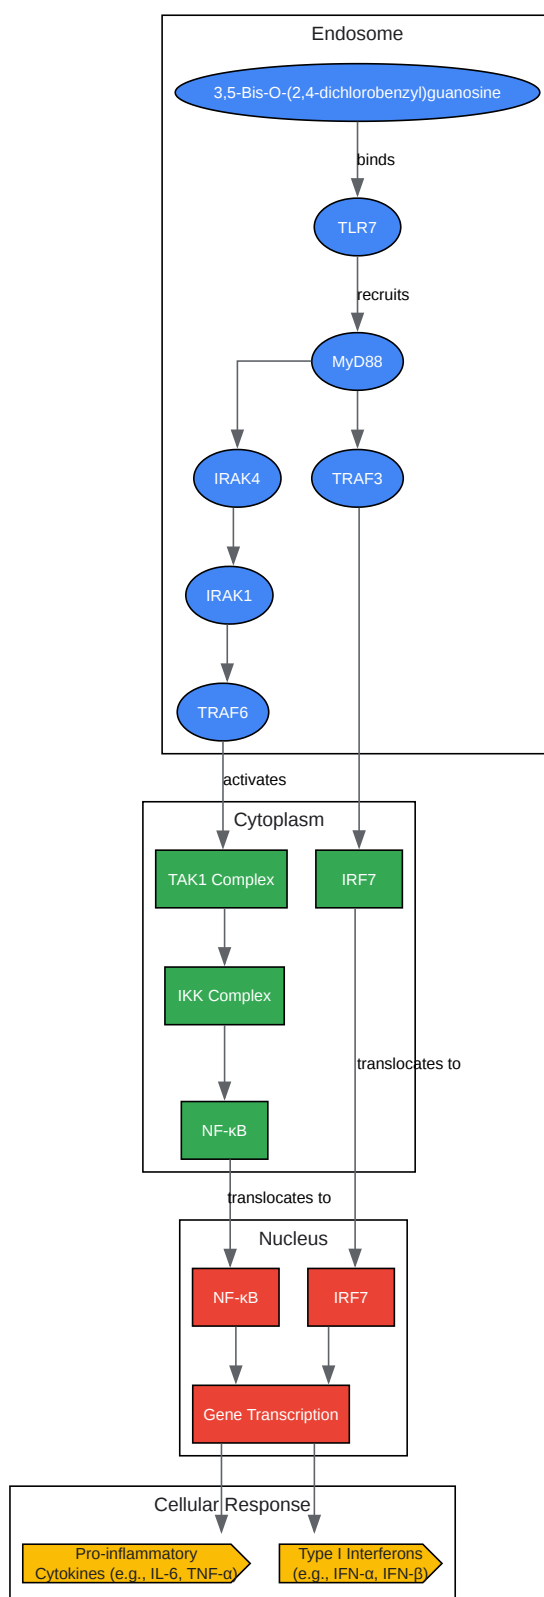 Endosome
3,5-Bis-O-(2,4-dichlorobenzyl)guanosine
binds
TLR7
recruits
MyD88
IRAK4
TRAF3
IRAK1
TRAF6
activates
Cytoplasm
TAK1 Complex
IRF7
IKK Complex
translocates to
NF-κB
translocates to
Nucleus
NF-κB
IRF7
Gene Transcription
Cellular Response
Pro-inflammatory
Cytokines (e.g., IL-6, TNF-α)
Type I Interferons
(e.g., IFN-α, IFN-β)